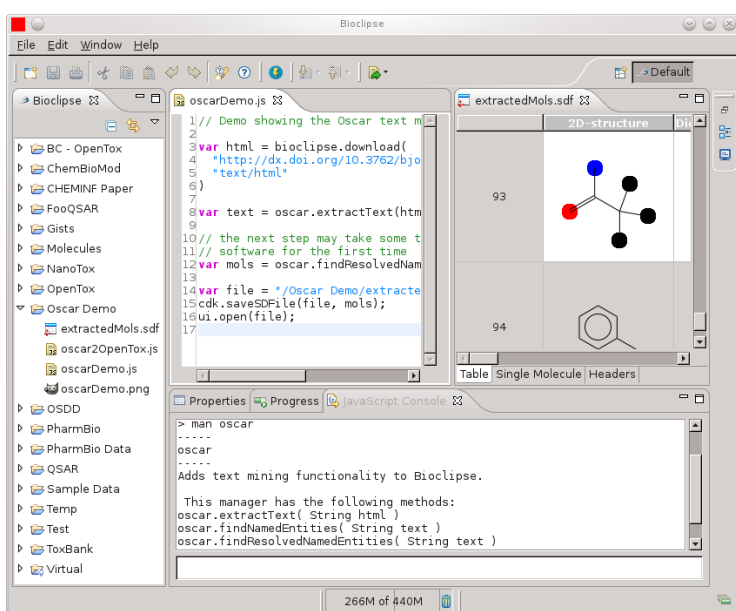 Bioclipse
File Edit Window Help
Default
Bioclipse
BC - OpenTox
ChemBioMod
CHEMINF Paper
FooQSAR
Gists
Molecules
NanoTox
OpenTox
Oscar Demo
extractedMols.sdf
oscar2OpenTox.js
oscarDemo.js
oscarDemo.png
OSDD
PharmBio
PharmBio Data
QSAR
Sample Data
Temp
Test
ToxBank
Virtual
oscarDemo.js
1 // Demo showing the Oscar text m
2
3 var html = bioclipse.download(
4 "http://dx.doi.org/10.3762/bjo
5 "text/html"
6 )
7
8 var text = oscar.extractText(htm
9
10 // the next step may take some t
11 // software for the first time
12 var mols = oscar.findResolvedNam
13
14 var file = "/Oscar Demo/extracte
15 cdk.saveSDFile(file, mols);
16 ui.open(file);
17
extractedMols.sdf
2D-structure Di
93
94
Table Single Molecule Headers
Properties Progress JavaScript Console
> man oscar
-----
oscar
-----
Adds text mining functionality to Bioclipse.
This manager has the following methods:
oscar.extractText( String html )
oscar.findNamedEntities( String text )
oscar.findResolvedNamedEntities( String text )
266M of 440M